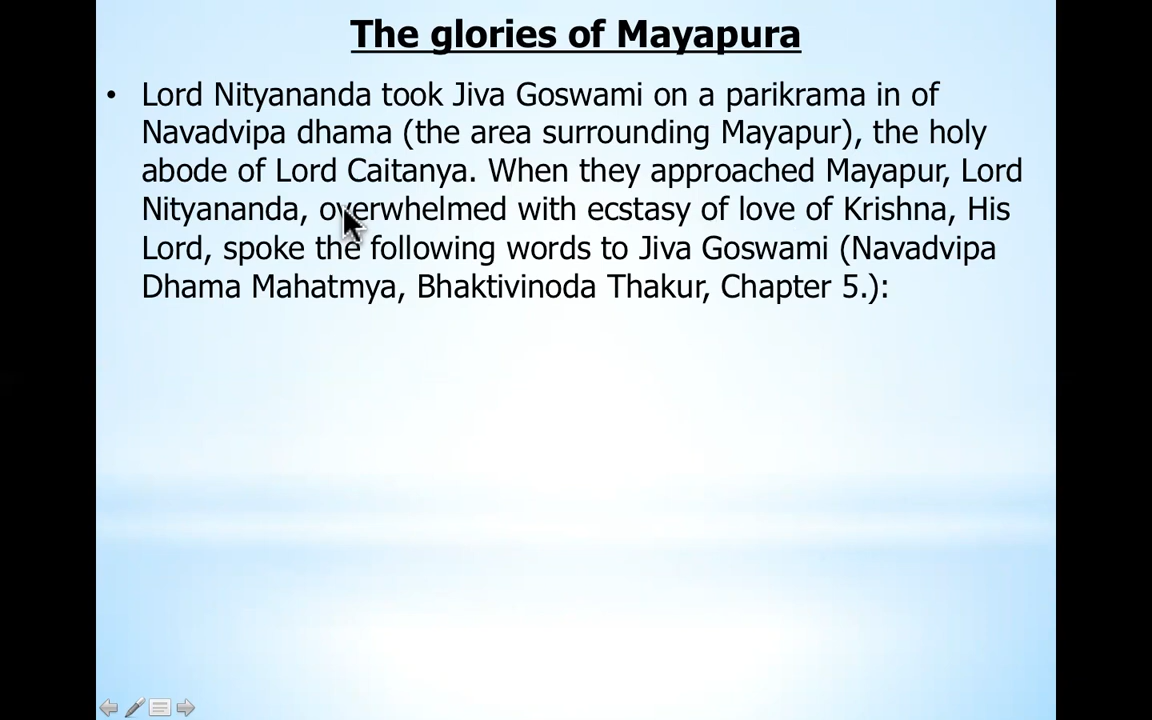 The glories of Mayapura
• Lord Nityananda took Jiva Goswami on a parikrama in of
Navadvipa dhama (the area surrounding Mayapur), the holy
abode of Lord Caitanya. When they approached Mayapur, Lord
Nityananda, overwhelmed with ecstasy of love of Krishna, His
Lord, spoke the following words to Jiva Goswami (Navadvipa
Dhama Mahatmya, Bhaktivinoda Thakur, Chapter 5.):